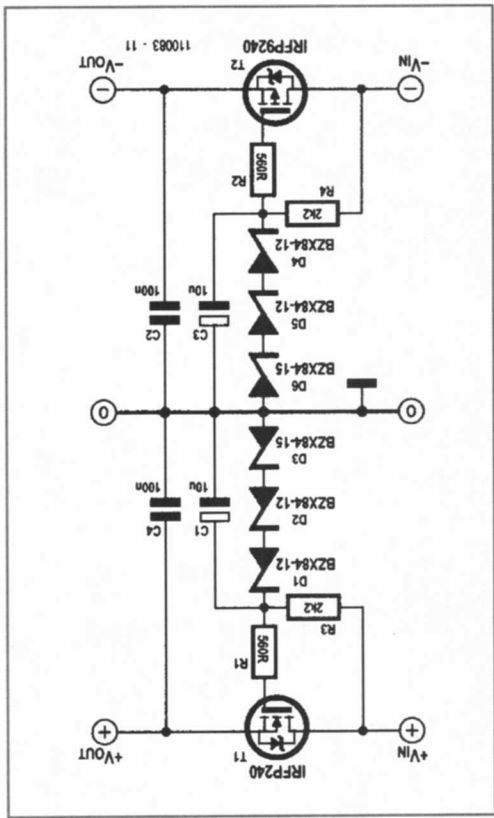 IRFP240
+VIN
T1
+VOUT
+
+
R1
560R
R3
2k2
D1
BZX84-12
D2
BZX84-12
D3
BZX84-15
C1
10u
C4
100n
0
0
D6
BZX84-15
D5
BZX84-12
D4
BZX84-12
C3
10u
C2
100n
R4
2k2
R2
560R
−
−
−VIN
T2
IRFP9240
−VOUT
110083 - 11